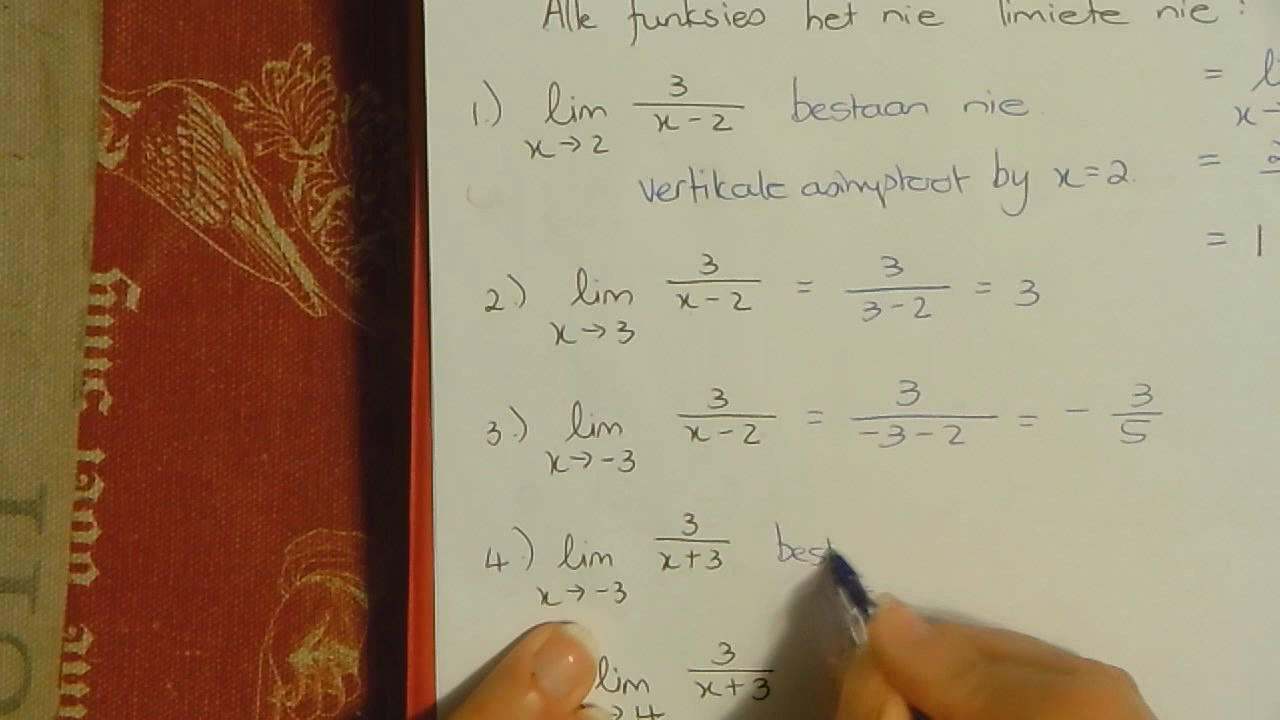 Alle funksies het nie limiete nie :
1.) lim x→2 3/(x-2) bestaan nie
vertikale asimptoot by x=2.
2.) lim x→3 3/(x-2) = 3/(3-2) = 3
3.) lim x→-3 3/(x-2) = 3/(-3-2) = - 3/5
4.) lim x→-3 3/(x+3) best
lim →4 3/(x+3)
= 1